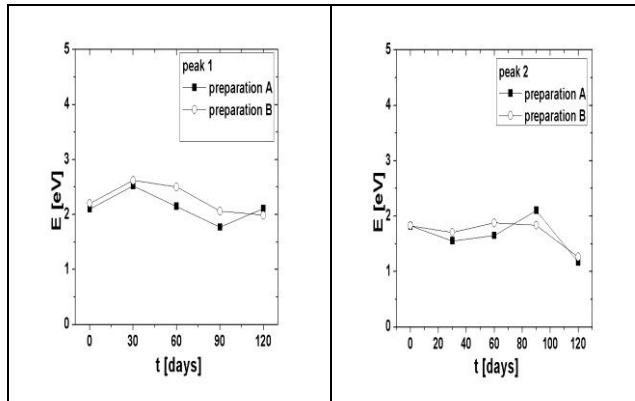 peak 1
preparation A
preparation B
5
4
3
2
1
0
E [eV]
0 30 60 90 120
t [days]
peak 2
preparation A
preparation B
5
4
3
2
1
0
E [eV]
0 20 40 60 80 100 120
t [days]